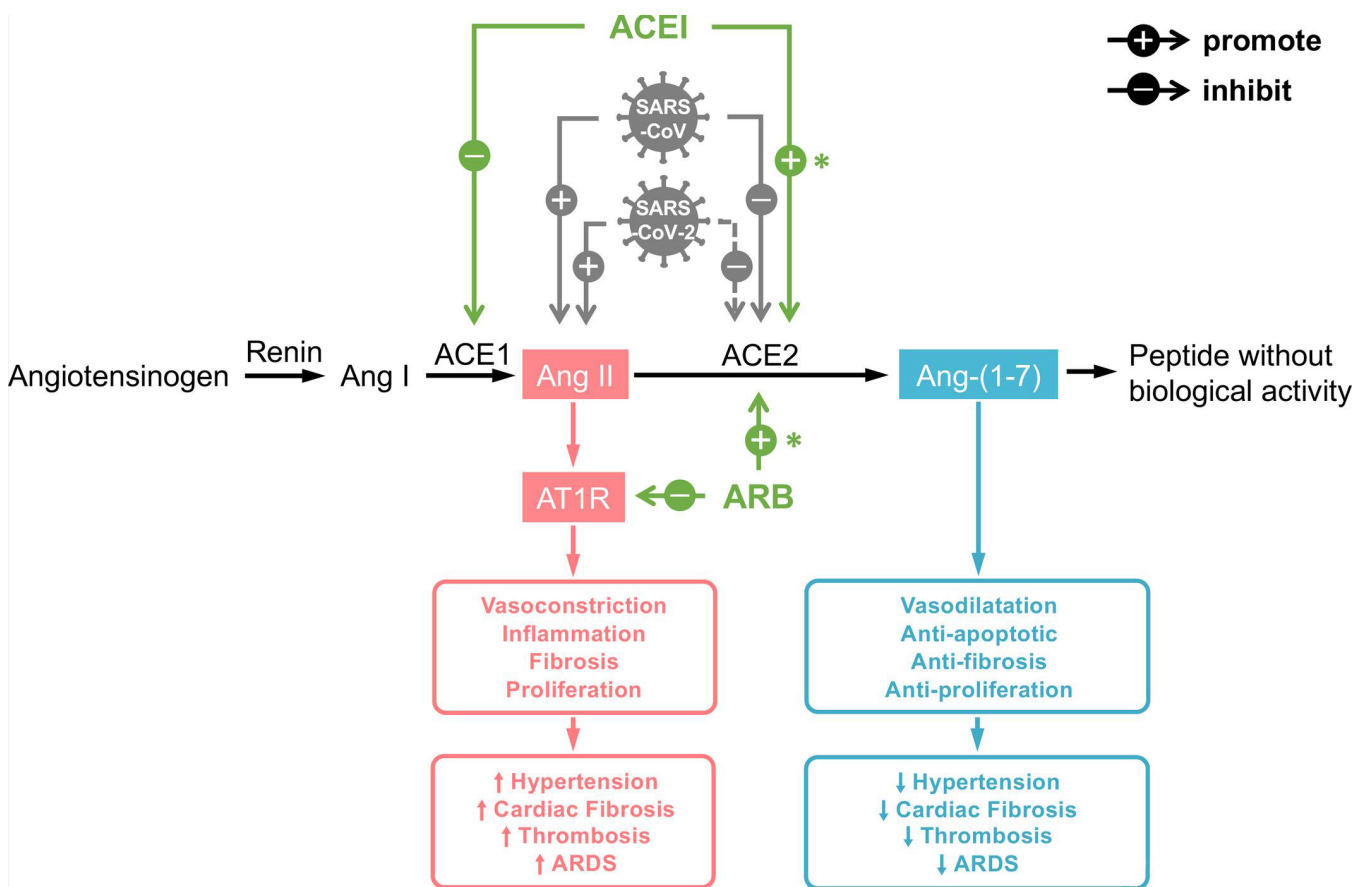 ACEI
promote
inhibit
SARS
-CoV
+
−
−
+ *
SARS
-CoV-2
+
−
Angiotensinogen
Renin
Ang I
ACE1
Ang II
ACE2
Ang-(1-7)
Peptide without
biological activity
+ *
AT1R
−
ARB
Vasoconstriction
Inflammation
Fibrosis
Proliferation
Vasodilatation
Anti-apoptotic
Anti-fibrosis
Anti-proliferation
↑ Hypertension
↑ Cardiac Fibrosis
↑ Thrombosis
↑ ARDS
↓ Hypertension
↓ Cardiac Fibrosis
↓ Thrombosis
↓ ARDS